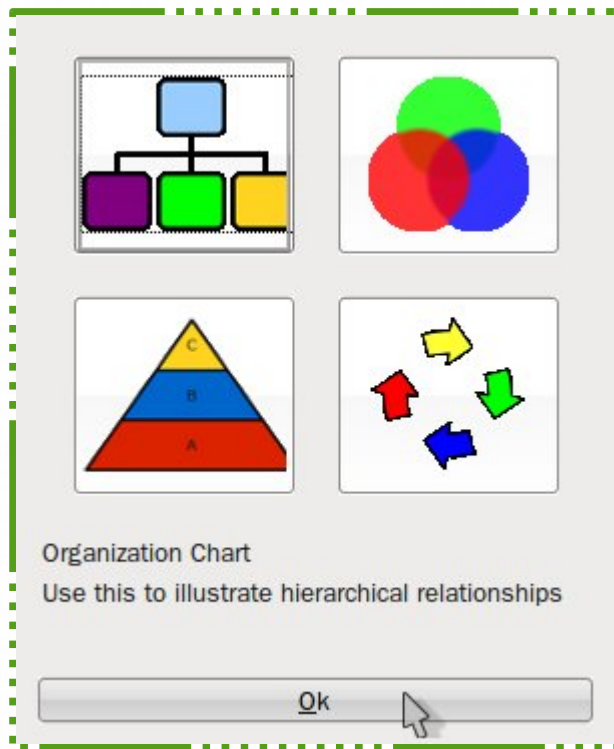 C
B
A
Organization Chart
Use this to illustrate hierarchical relationships
Ok